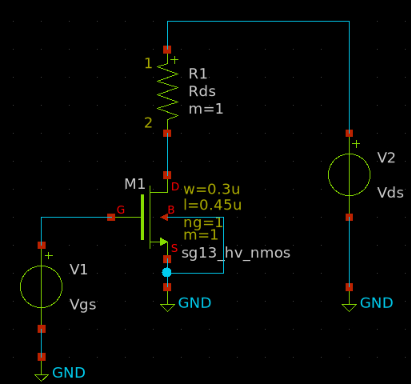 1
R1
Rds
m=1
2
V2
Vds
M1
D
w=0.3u
l=0.45u
G
B
ng=1
m=1
S
sg13_hv_nmos
V1
Vgs
GND
GND
GND